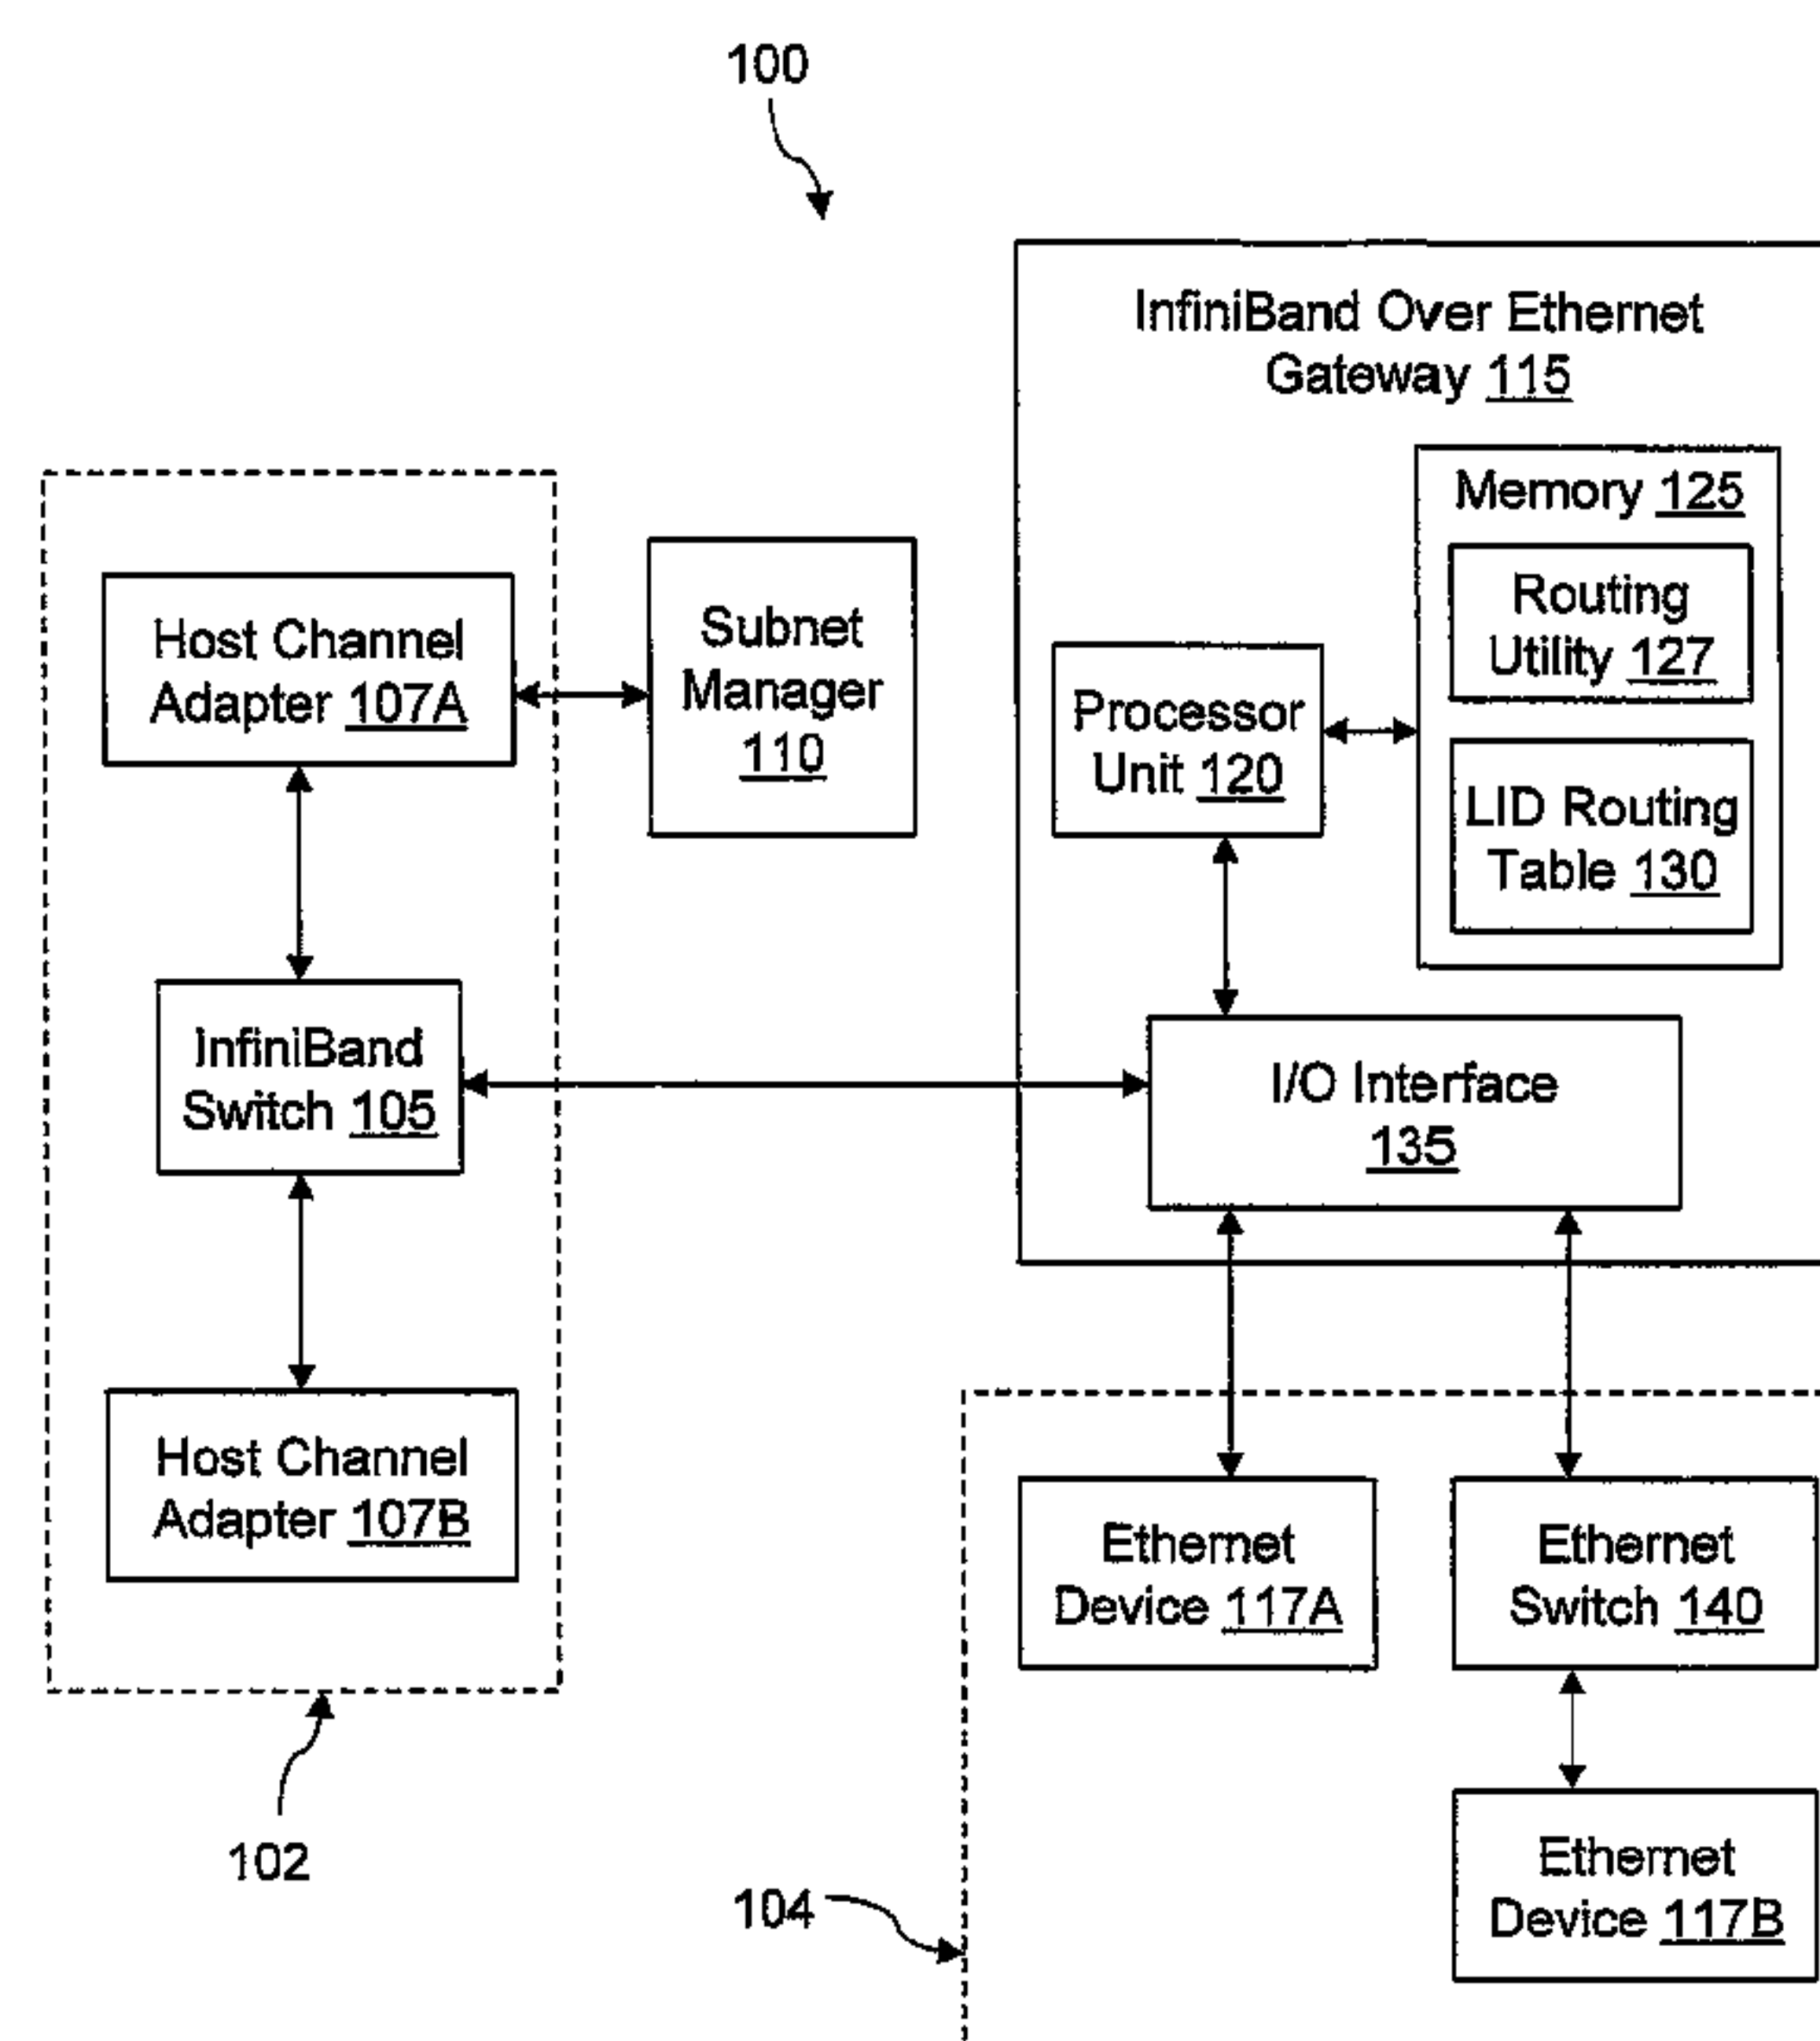 100
InfiniBand Over Ethernet
Gateway 115
Memory 125
Routing
Utility 127
LID Routing
Table 130
Processor
Unit 120
I/O Interface
135
Host Channel
Adapter 107A
Subnet
Manager
110
InfiniBand
Switch 105
Host Channel
Adapter 107B
102
Ethernet
Device 117A
Ethernet
Switch 140
Ethernet
Device 117B
104